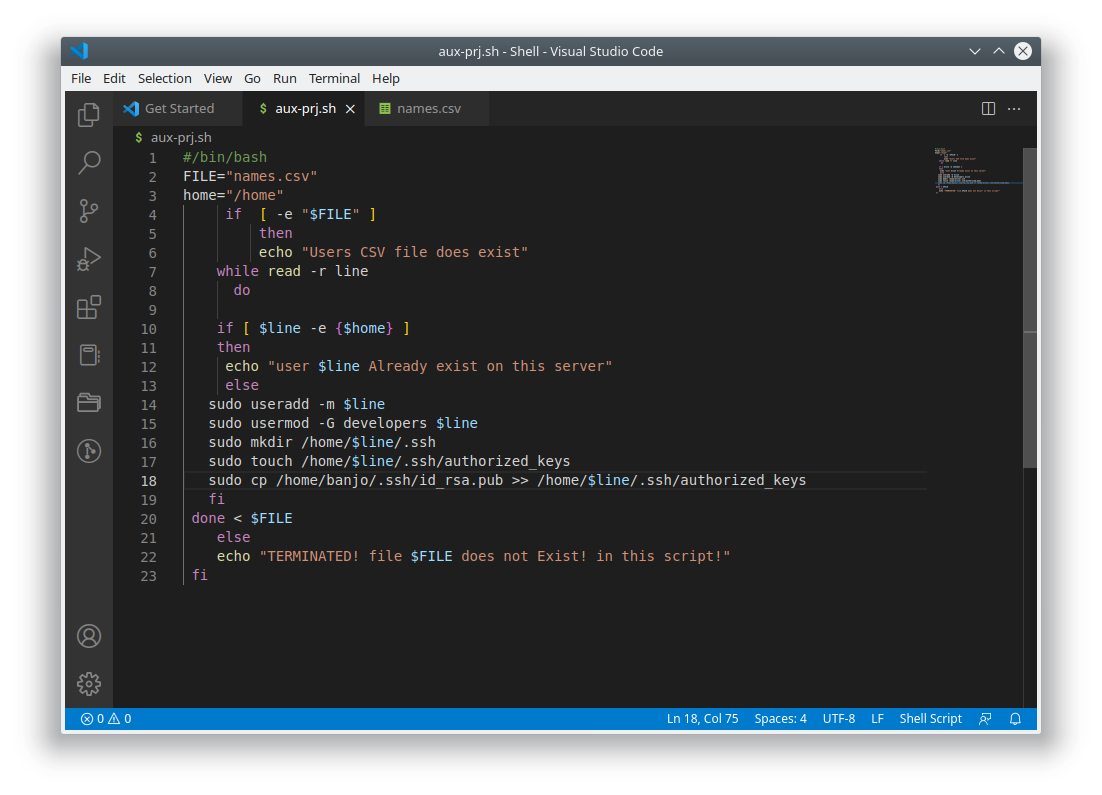 aux-prj.sh - Shell - Visual Studio Code
File Edit Selection View Go Run Terminal Help
Get Started $ aux-prj.sh names.csv
$ aux-prj.sh
1 #/bin/bash
2 FILE="names.csv"
3 home="/home"
4 if [ -e "$FILE" ]
5 then
6 echo "Users CSV file does exist"
7 while read -r line
8 do
9
10 if [ $line -e {$home} ]
11 then
12 echo "user $line Already exist on this server"
13 else
14 sudo useradd -m $line
15 sudo usermod -G developers $line
16 sudo mkdir /home/$line/.ssh
17 sudo touch /home/$line/.ssh/authorized_keys
18 sudo cp /home/banjo/.ssh/id_rsa.pub >> /home/$line/.ssh/authorized_keys
19 fi
20 done < $FILE
21 else
22 echo "TERMINATED! file $FILE does not Exist! in this script!"
23 fi
0 0 Ln 18, Col 75 Spaces: 4 UTF-8 LF Shell Script